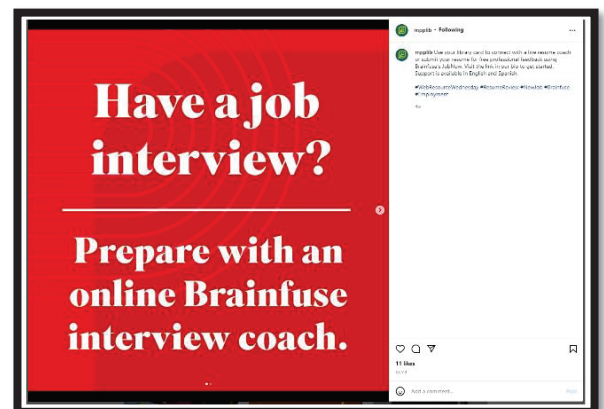 Have a job
interview?
Prepare with an
online Brainfuse
interview coach.
mpplib • Following
mpplib Use your library card to connect with a live resume coach
or submit your resume for free professional feedback using
Brainfuse's JobNow. Visit the link in our bio to get started.
Support is available in English and Spanish.
#WebResourceWednesday #ResumeReview #NewJob #Brainfuse
#Employment
11 likes
Add a comment...
Post